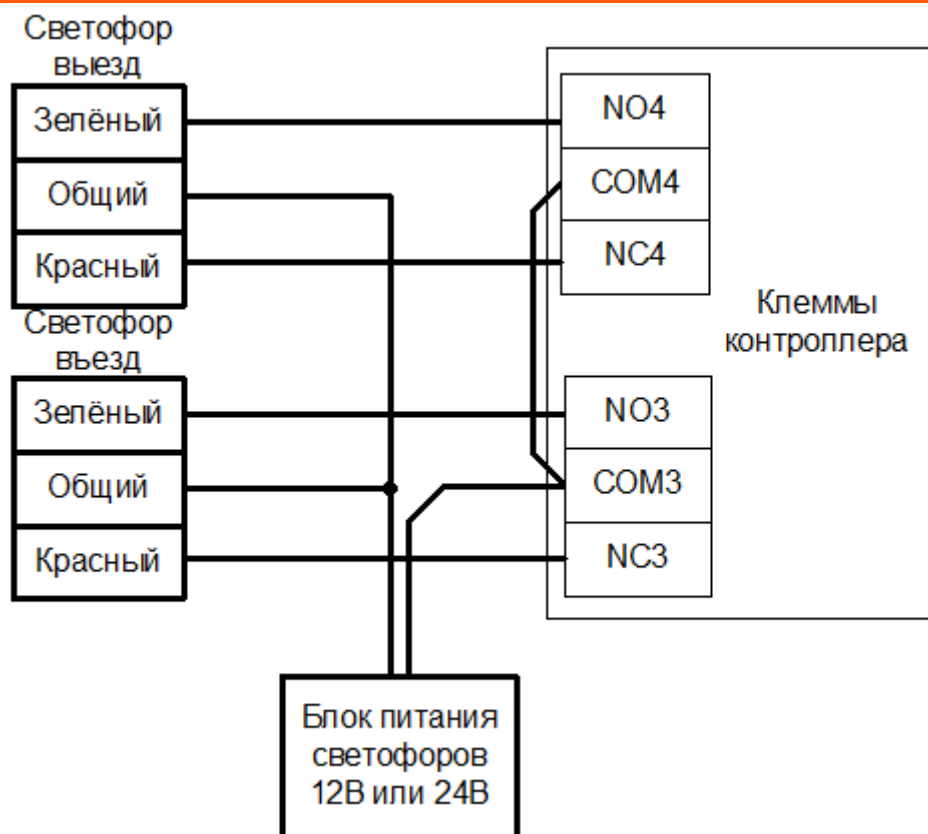 Светофор
выезд
Зелёный
Общий
Красный
Светофор
въезд
Зелёный
Общий
Красный
NO4
COM4
NC4
NO3
COM3
NC3
Клеммы
контроллера
Блок питания
светофоров
12В или 24В